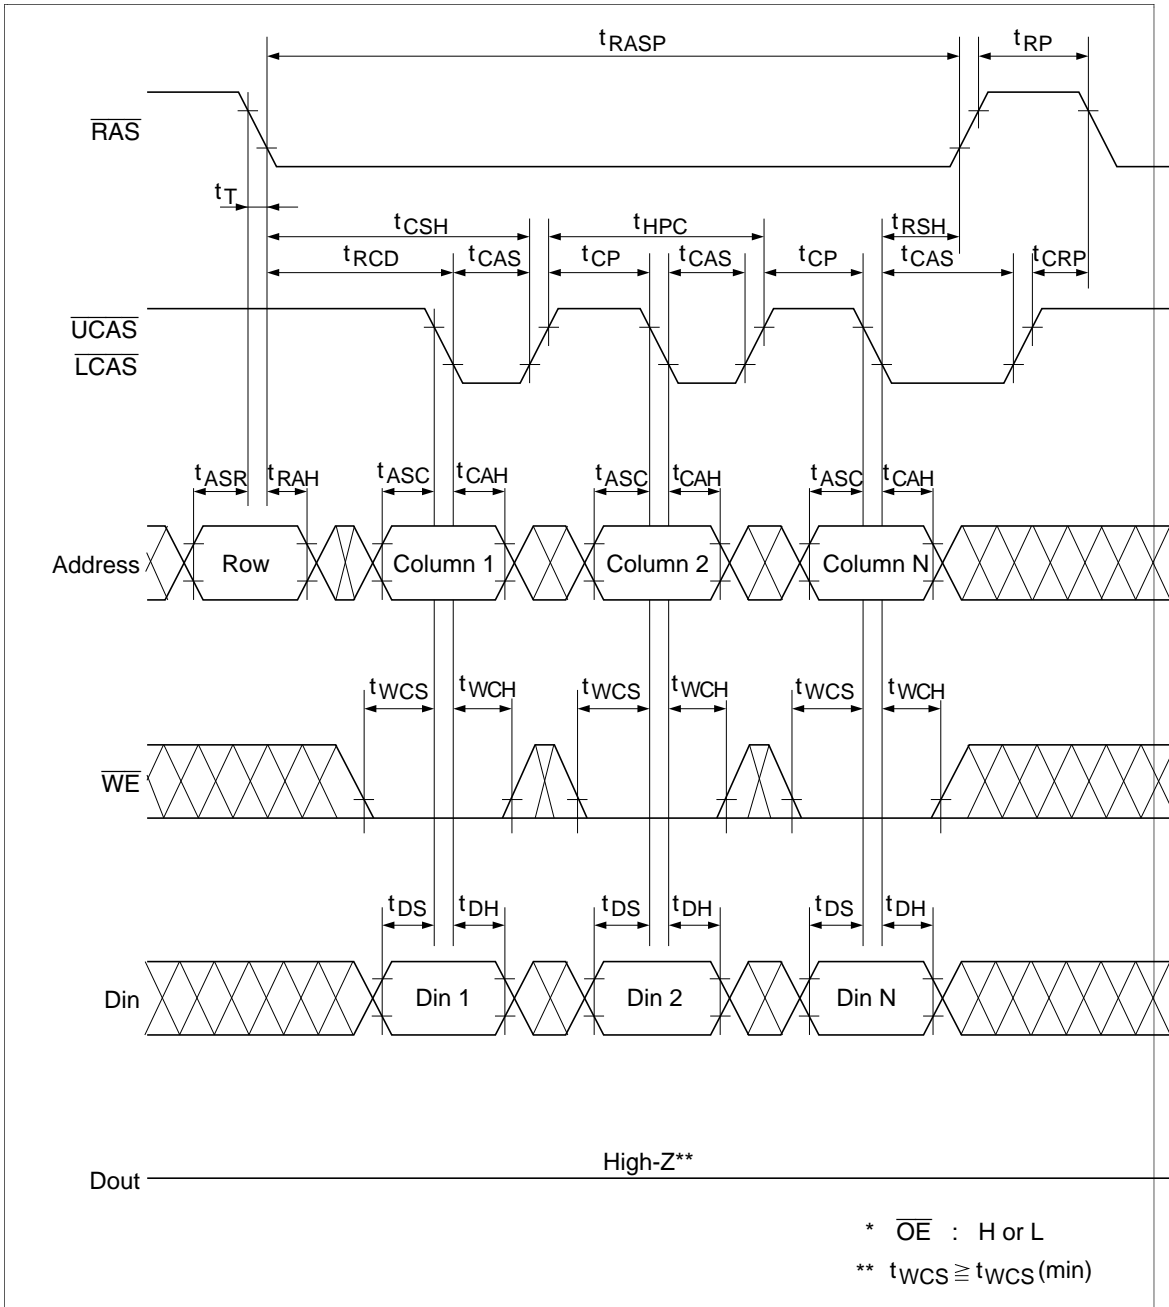 tRASP tRP
RAS
tT
tCSH tHPC tRSH
tRCD tCAS tCP tCAS tCP tCAS tCRP
UCAS
LCAS
tASR tRAH tASC tCAH tASC tCAH tASC tCAH
Address Row Column 1 Column 2 Column N
tWCS tWCH tWCS tWCH tWCS tWCH
WE
tDS tDH tDS tDH tDS tDH
Din Din 1 Din 2 Din N
High-Z**
Dout
* OE : H or L
** tWCS ≧ tWCS (min)